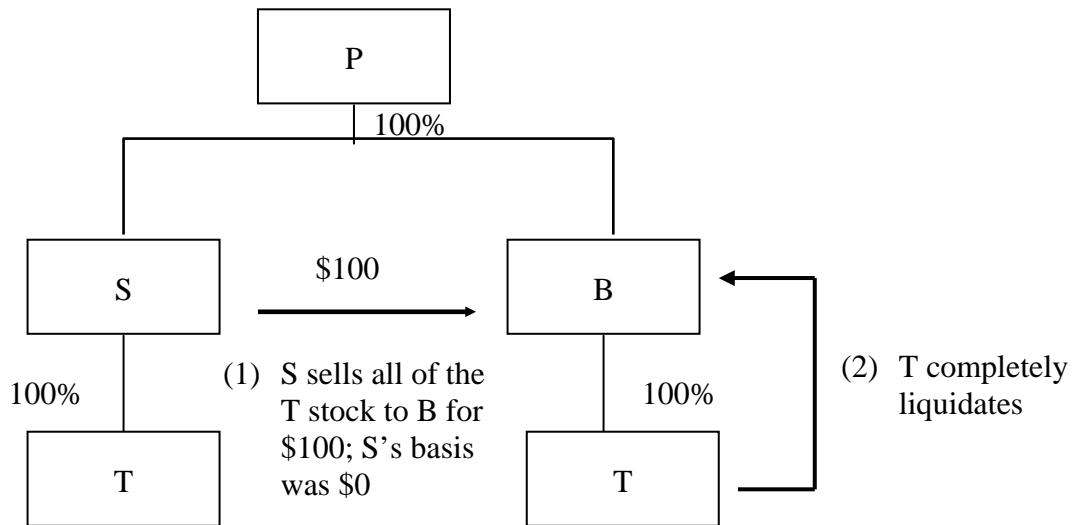 P
100%
S
$100
B
100%
(1) S sells all of the
T stock to B for
$100; S’s basis
was $0
100%
(2) T completely
liquidates
T
T